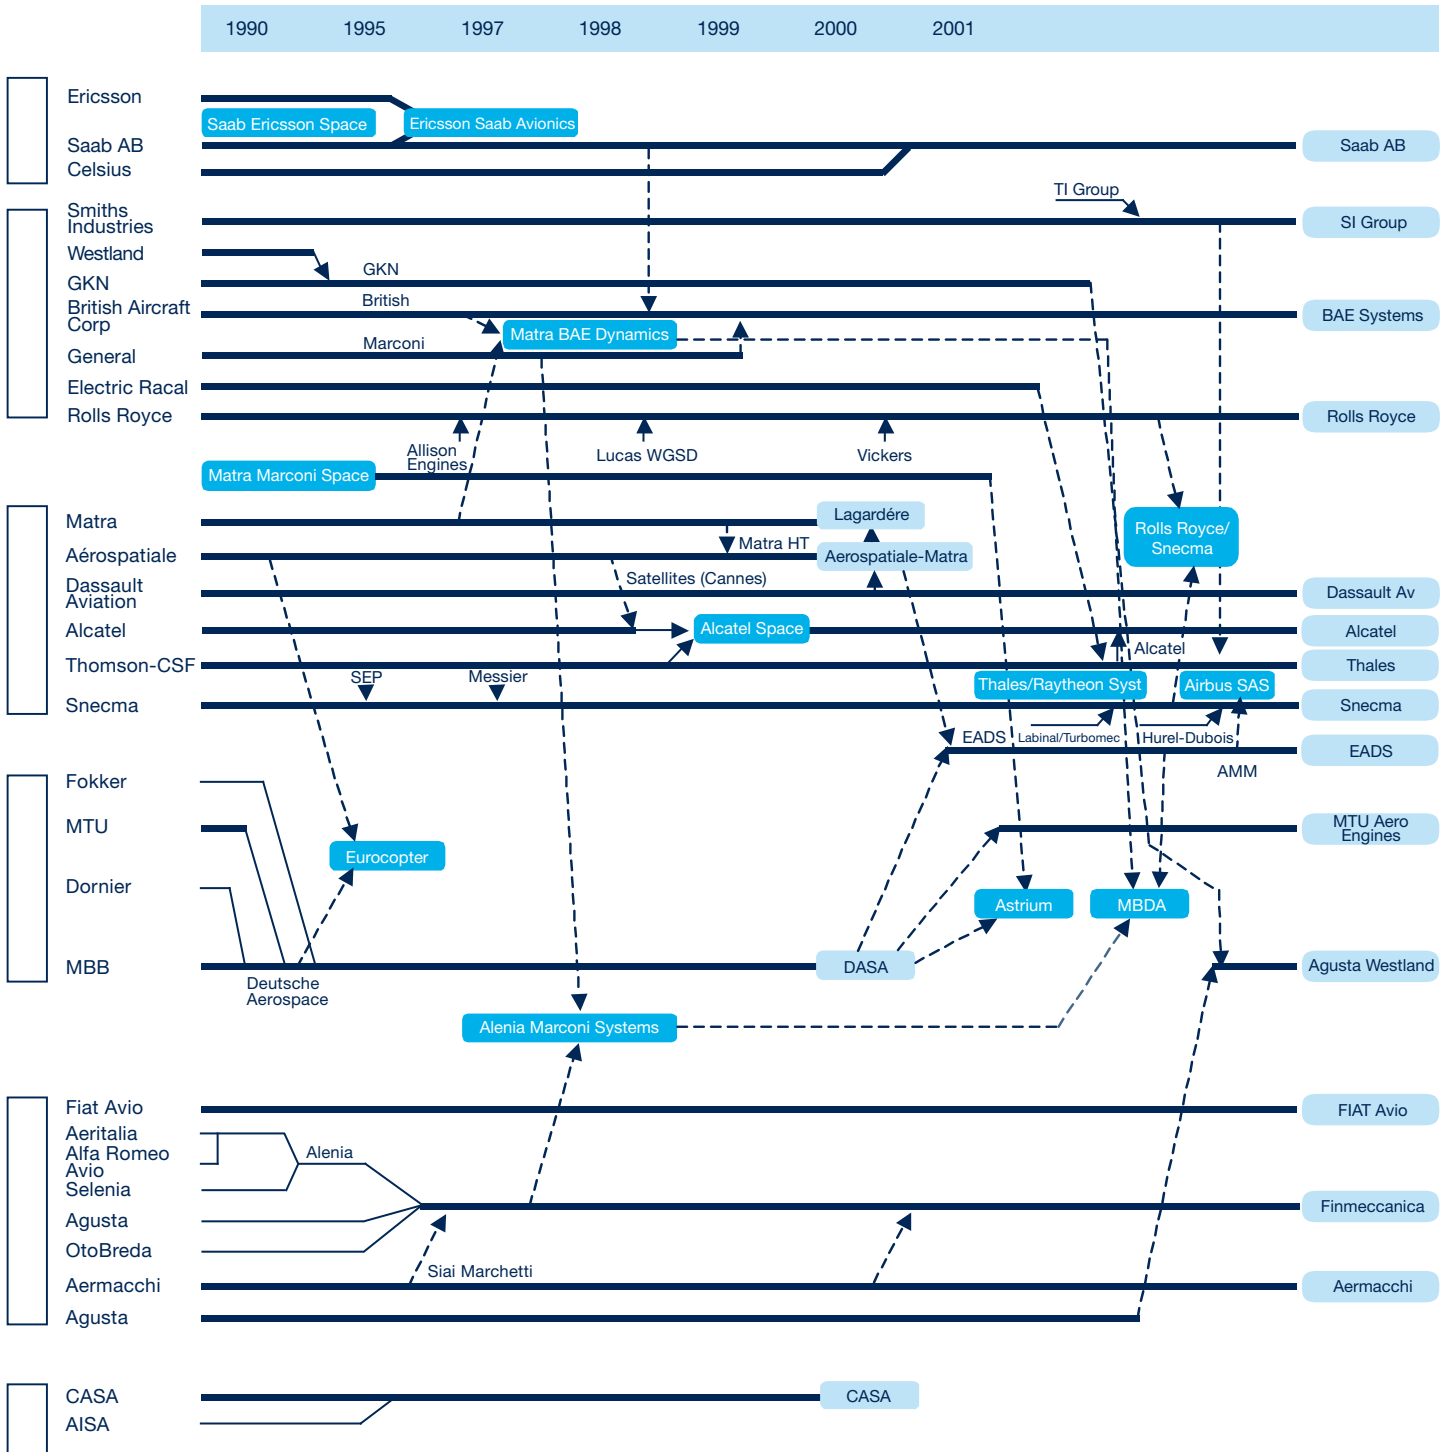 1990 1995 1997 1998 1999 2000 2001
Ericsson
Saab Ericsson Space
Ericsson Saab Avionics
Saab AB
Saab AB
Celsius
TI Group
Smiths
Industries
SI Group
Westland
GKN
GKN
British Aircraft
Corp
British
BAE Systems
Matra BAE Dynamics
Marconi
General
Electric Racal
Rolls Royce
Rolls Royce
Allison
Engines
Lucas WGSD
Vickers
Matra Marconi Space
Matra
Lagardére
Rolls Royce/
Snecma
Matra HT
Aérospatiale
Aerospatiale-Matra
Satellites (Cannes)
Dassault
Aviation
Dassault Av
Alcatel
Alcatel Space
Alcatel
Alcatel
Thomson-CSF
Thales
SEP
Messier
Thales/Raytheon Syst
Airbus SAS
Snecma
Snecma
EADS
Labinal/Turbomec
Hurel-Dubois
EADS
AMM
Fokker
MTU
MTU Aero
Engines
Eurocopter
Dornier
Astrium
MBDA
MBB
DASA
Agusta Westland
Deutsche
Aerospace
Alenia Marconi Systems
Fiat Avio
FIAT Avio
Aeritalia
Alfa Romeo
Avio
Alenia
Selenia
Finmeccanica
Agusta
OtoBreda
Siai Marchetti
Aermacchi
Aermacchi
Agusta
CASA
CASA
AISA